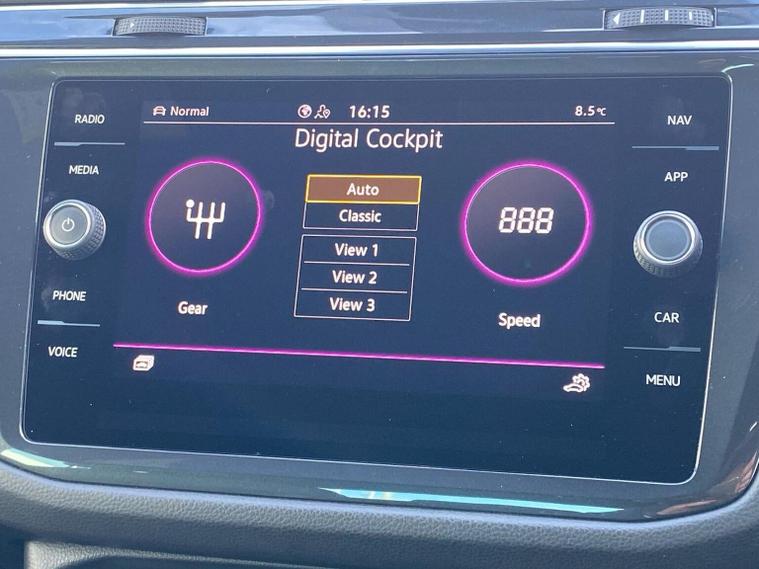 RADIO
MEDIA
PHONE
VOICE
Normal 16:15 8.5°C
Digital Cockpit
Auto
Classic
View 1
View 2
View 3
Gear
888
Speed
NAV
APP
CAR
MENU